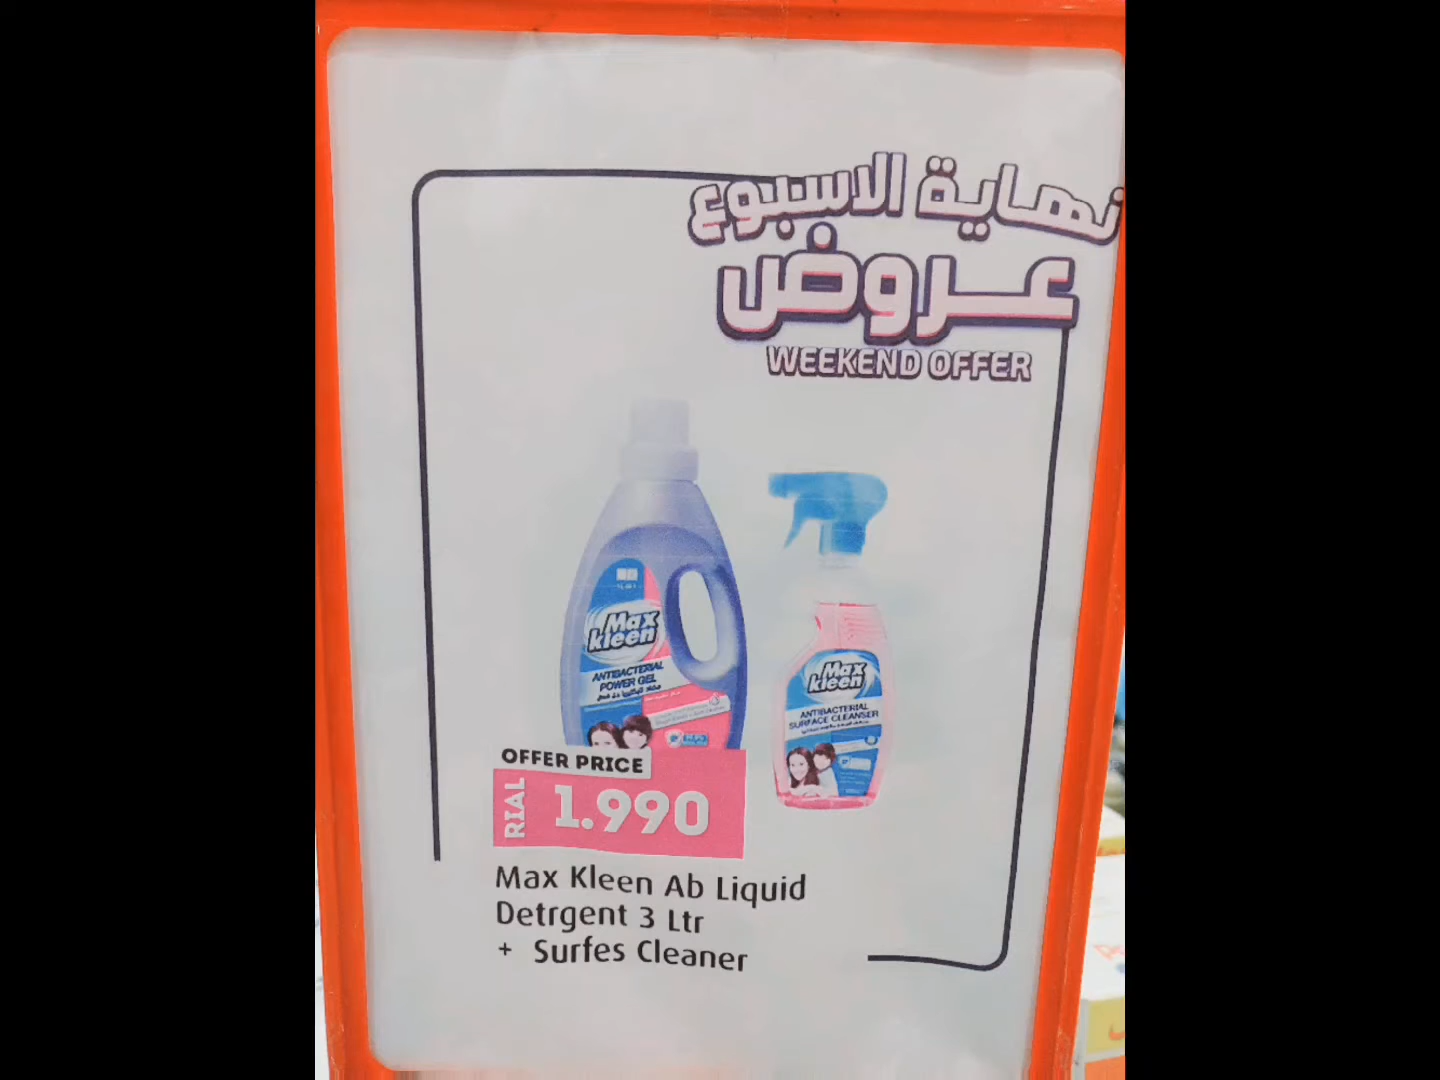 نهاية الاسبوع
عروض
WEEKEND OFFER
Max
kleen
ANTIBACTERIAL
POWER GEL
Max
kleen
ANTIBACTERIAL
SURFACE CLEANSER
OFFER PRICE
RIAL 1.990
Max Kleen Ab Liquid
Detrgent 3 Ltr
+ Surfes Cleaner